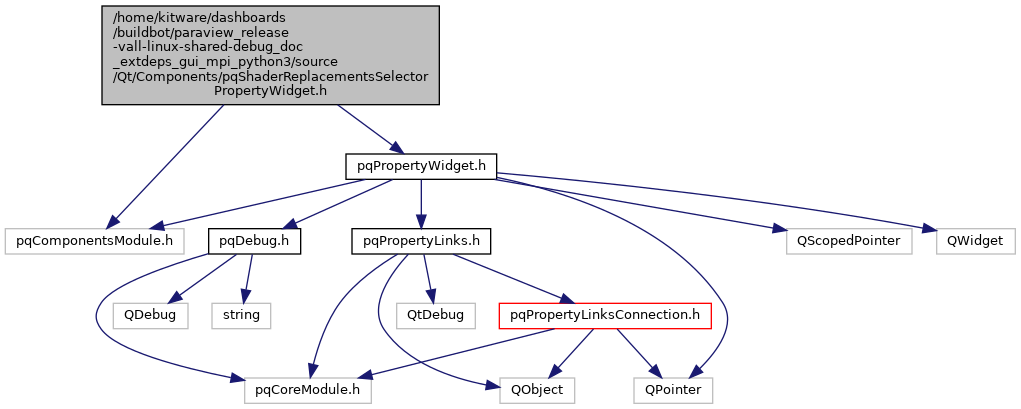 /home/kitware/dashboards
/buildbot/paraview_release
-vall-linux-shared-debug_doc
_extdeps_gui_mpi_python3/source
/Qt/Components/pqShaderReplacementsSelector
PropertyWidget.h
pqPropertyWidget.h
pqComponentsModule.h
pqDebug.h
pqPropertyLinks.h
QScopedPointer
QWidget
QDebug
string
QtDebug
pqPropertyLinksConnection.h
pqCoreModule.h
QObject
QPointer